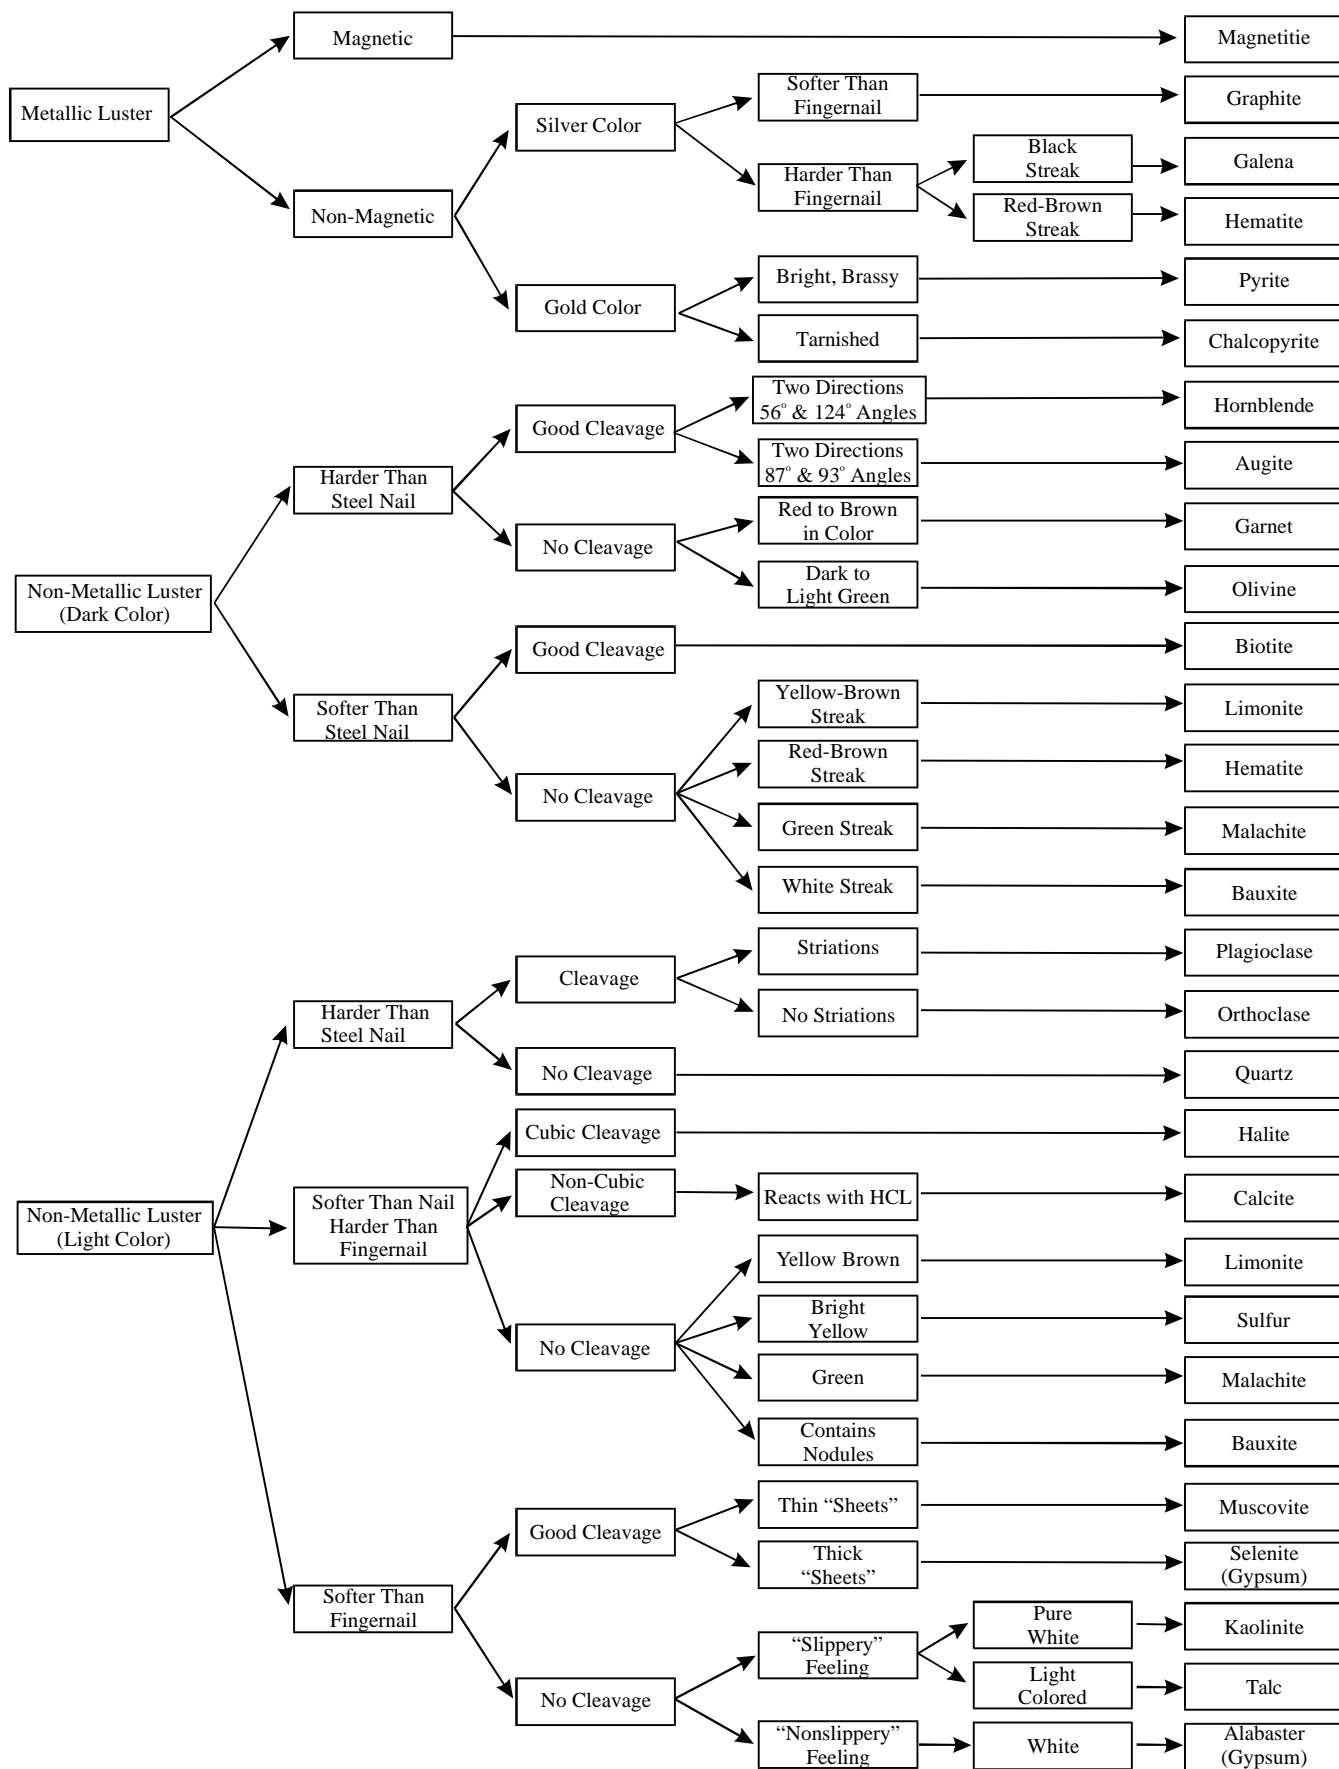 Magnetic
Magnetitie
Metallic Luster
Softer Than
Fingernail
Graphite
Silver Color
Harder Than
Fingernail
Black
Streak
Galena
Red-Brown
Streak
Hematite
Non-Magnetic
Gold Color
Bright, Brassy
Pyrite
Tarnished
Chalcopyrite
Non-Metallic Luster
(Dark Color)
Harder Than
Steel Nail
Good Cleavage
Two Directions
56° & 124° Angles
Hornblende
Two Directions
87° & 93° Angles
Augite
No Cleavage
Red to Brown
in Color
Garnet
Dark to
Light Green
Olivine
Softer Than
Steel Nail
Good Cleavage
Biotite
No Cleavage
Yellow-Brown
Streak
Limonite
Red-Brown
Streak
Hematite
Green Streak
Malachite
White Streak
Bauxite
Non-Metallic Luster
(Light Color)
Harder Than
Steel Nail
Cleavage
Striations
Plagioclase
No Striations
Orthoclase
No Cleavage
Quartz
Softer Than Nail
Harder Than
Fingernail
Cubic Cleavage
Halite
Non-Cubic
Cleavage
Reacts with HCL
Calcite
No Cleavage
Yellow Brown
Limonite
Bright
Yellow
Sulfur
Green
Malachite
Contains
Nodules
Bauxite
Softer Than
Fingernail
Good Cleavage
Thin “Sheets”
Muscovite
Thick
“Sheets”
Selenite
(Gypsum)
No Cleavage
“Slippery”
Feeling
Pure
White
Kaolinite
Light
Colored
Talc
“Nonslippery”
Feeling
White
Alabaster
(Gypsum)